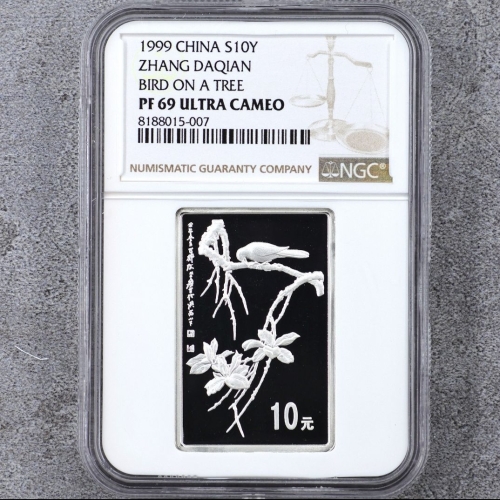 1999 CHINA S10Y
ZHANG DAQIAN
BIRD ON A TREE
PF 69 ULTRA CAMEO
8188015-007
NUMISMATIC GUARANTY COMPANY
NGC®
10元